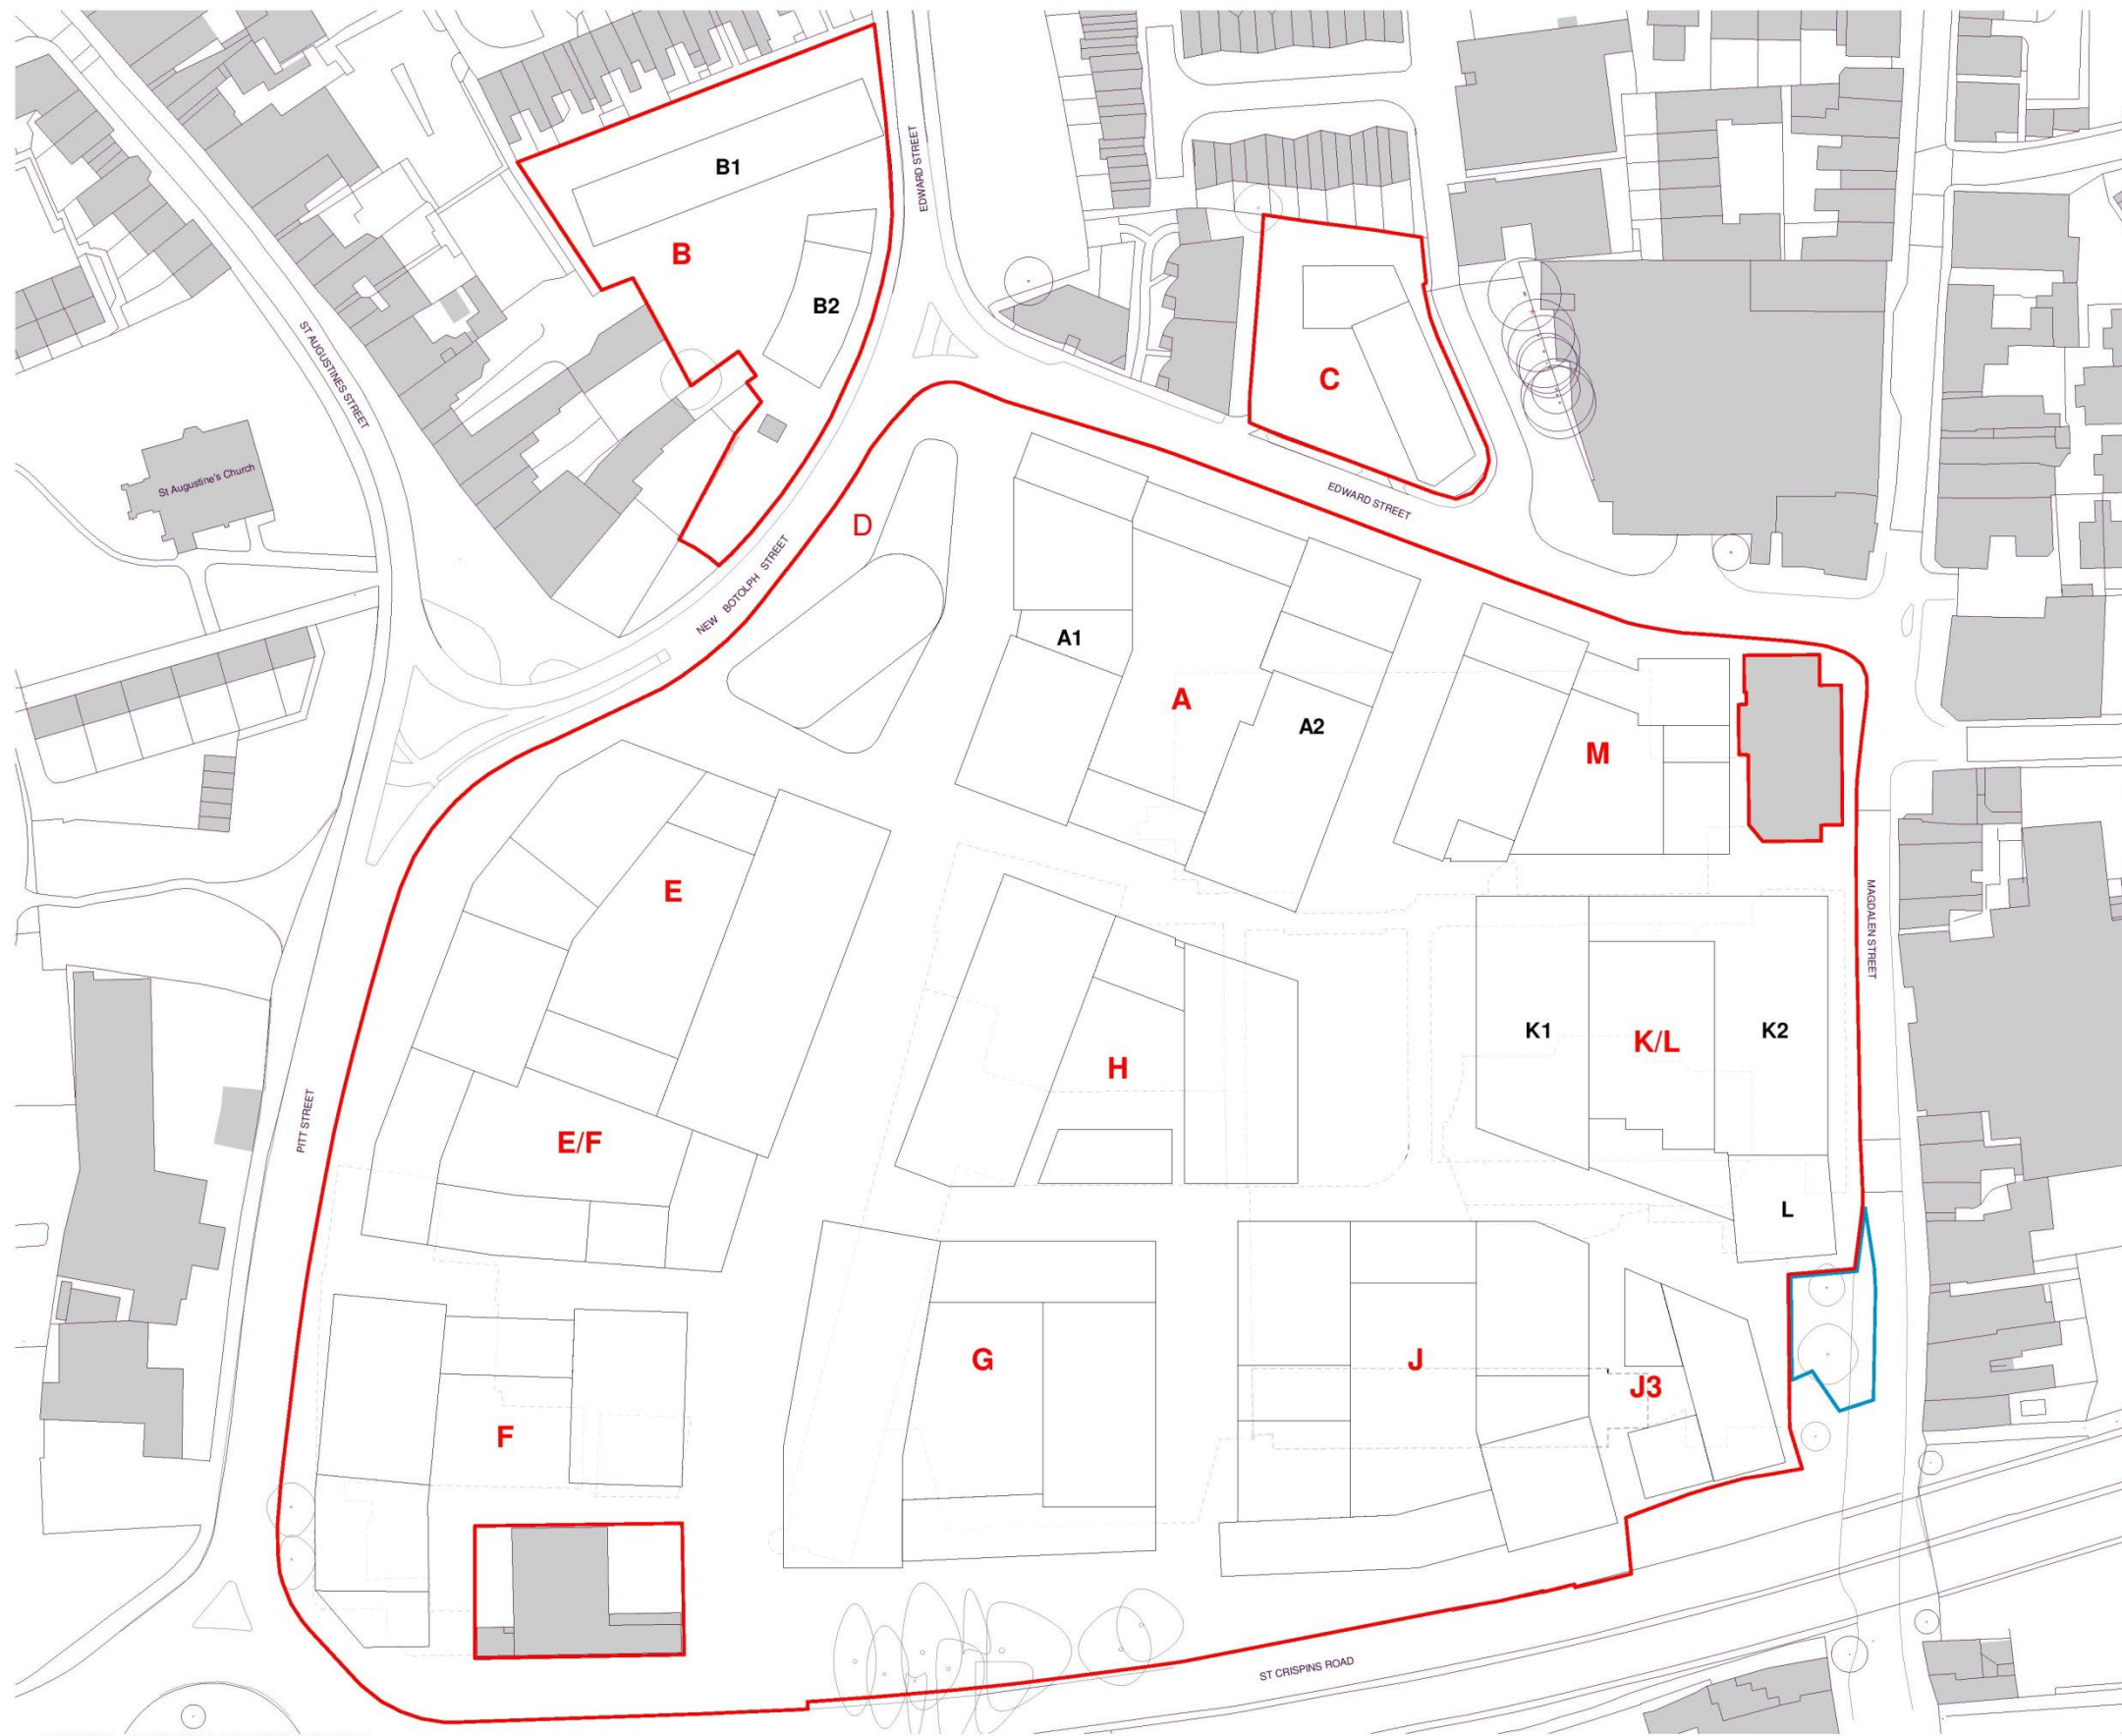 B1
EDWARD STREET
B
B2
ST AUGUSTINES STREET
C
St Augustine's Church
EDWARD STREET
D
NEW BOTOLPH STREET
A1
A
A2
M
E
MAGDALEN STREET
K1
K/L
K2
H
PITT STREET
E/F
L
G
J
J3
F
ST CRISPINS ROAD